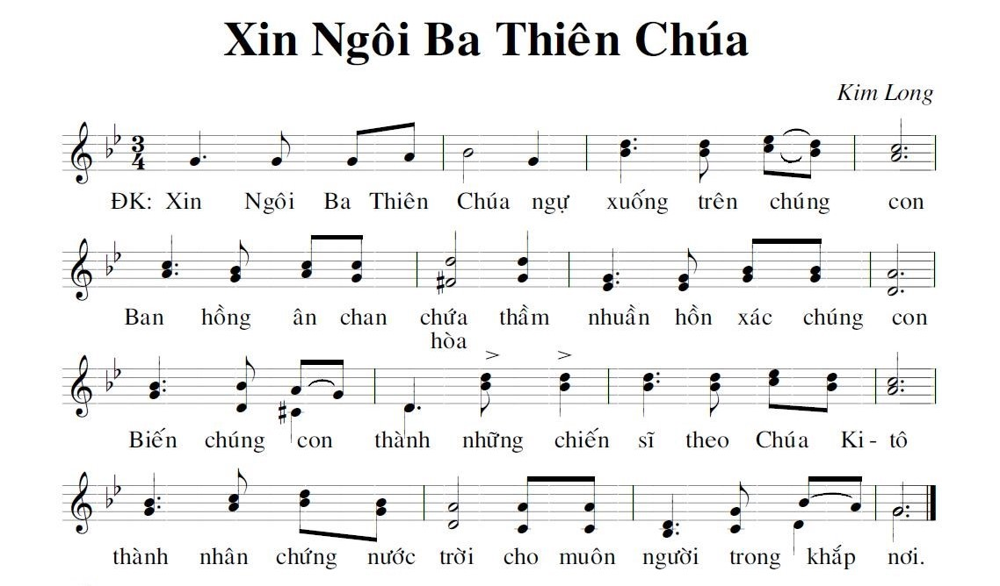 Xin Ngôi Ba Thiên Chúa
Kim Long
3
4
ĐK: Xin Ngôi Ba Thiên Chúa ngự xuống trên chúng con
Ban hồng ân chan chứa thầm nhuần hồn xác chúng con
hòa
Biến chúng con thành những chiến sĩ theo Chúa Ki - tô
thành nhân chứng nước trời cho muôn người trong khắp nơi.